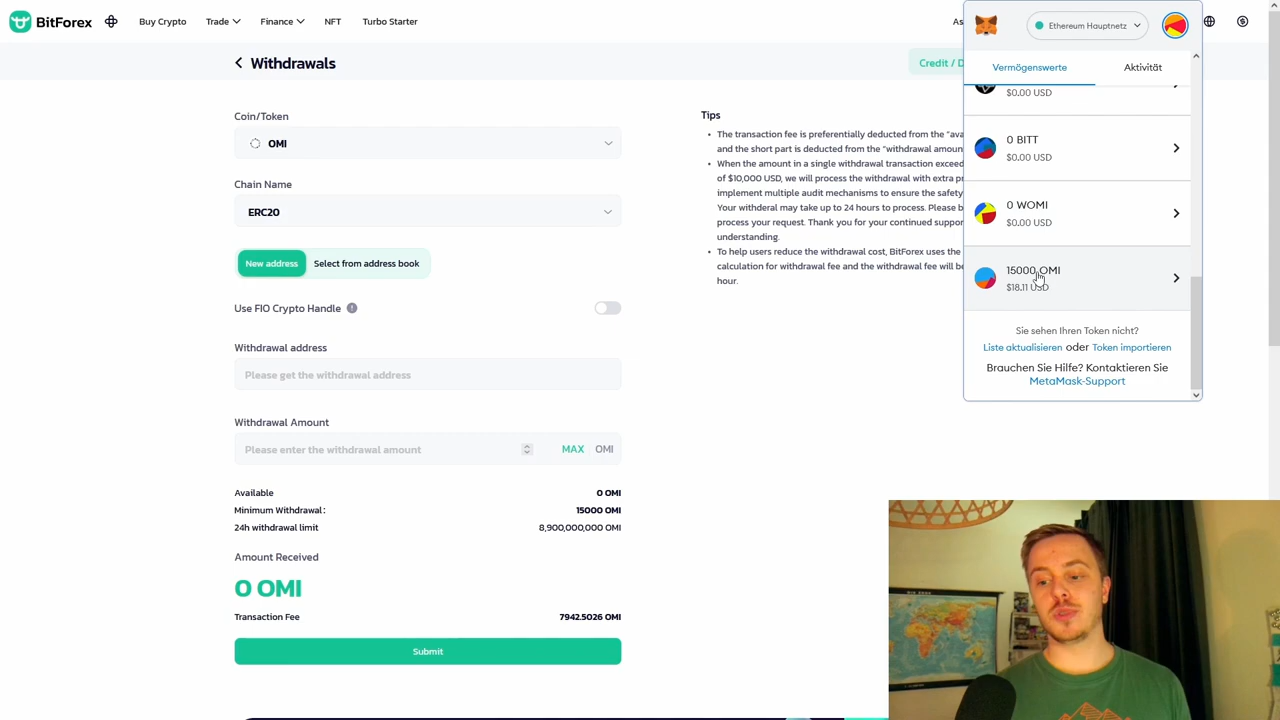 BitForex
Buy Crypto
Trade
Finance
NFT
Turbo Starter
As
Withdrawals
Credit / D
Coin/Token
OMI
Chain Name
ERC20
New address
Select from address book
Use FIO Crypto Handle
Withdrawal address
Please get the withdrawal address
Withdrawal Amount
Please enter the withdrawal amount
MAX
OMI
Available
0 OMI
Minimum Withdrawal:
15000 OMI
24h withdrawal limit
8,900,000,000 OMI
Amount Received
0 OMI
Transaction Fee
7942.5026 OMI
Submit
Tips
The transaction fee is preferentially deducted from the "ava
and the short part is deducted from the "withdrawal amoun
When the amount in a single withdrawal transaction exceed
of $10,000 USD, we will process the withdrawal with extra pr
implement multiple audit mechanisms to ensure the safety
Your witheral may take up to 24 hours to process. Please b
process your request. Thank you for your continued suppor
understanding.
To help users reduce the withdrawal cost, BitForex uses the
calculation for withdrawal fee and the withdrawal fee will be
hour.
Ethereum Hauptnetz
Vermögenswerte
Aktivität
$0.00 USD
0 BITT
$0.00 USD
0 WOMI
$0.00 USD
15000 OMI
$18.11 USD
Sie sehen Ihren Token nicht?
Liste aktualisieren oder Token importieren
Brauchen Sie Hilfe? Kontaktieren Sie
MetaMask-Support